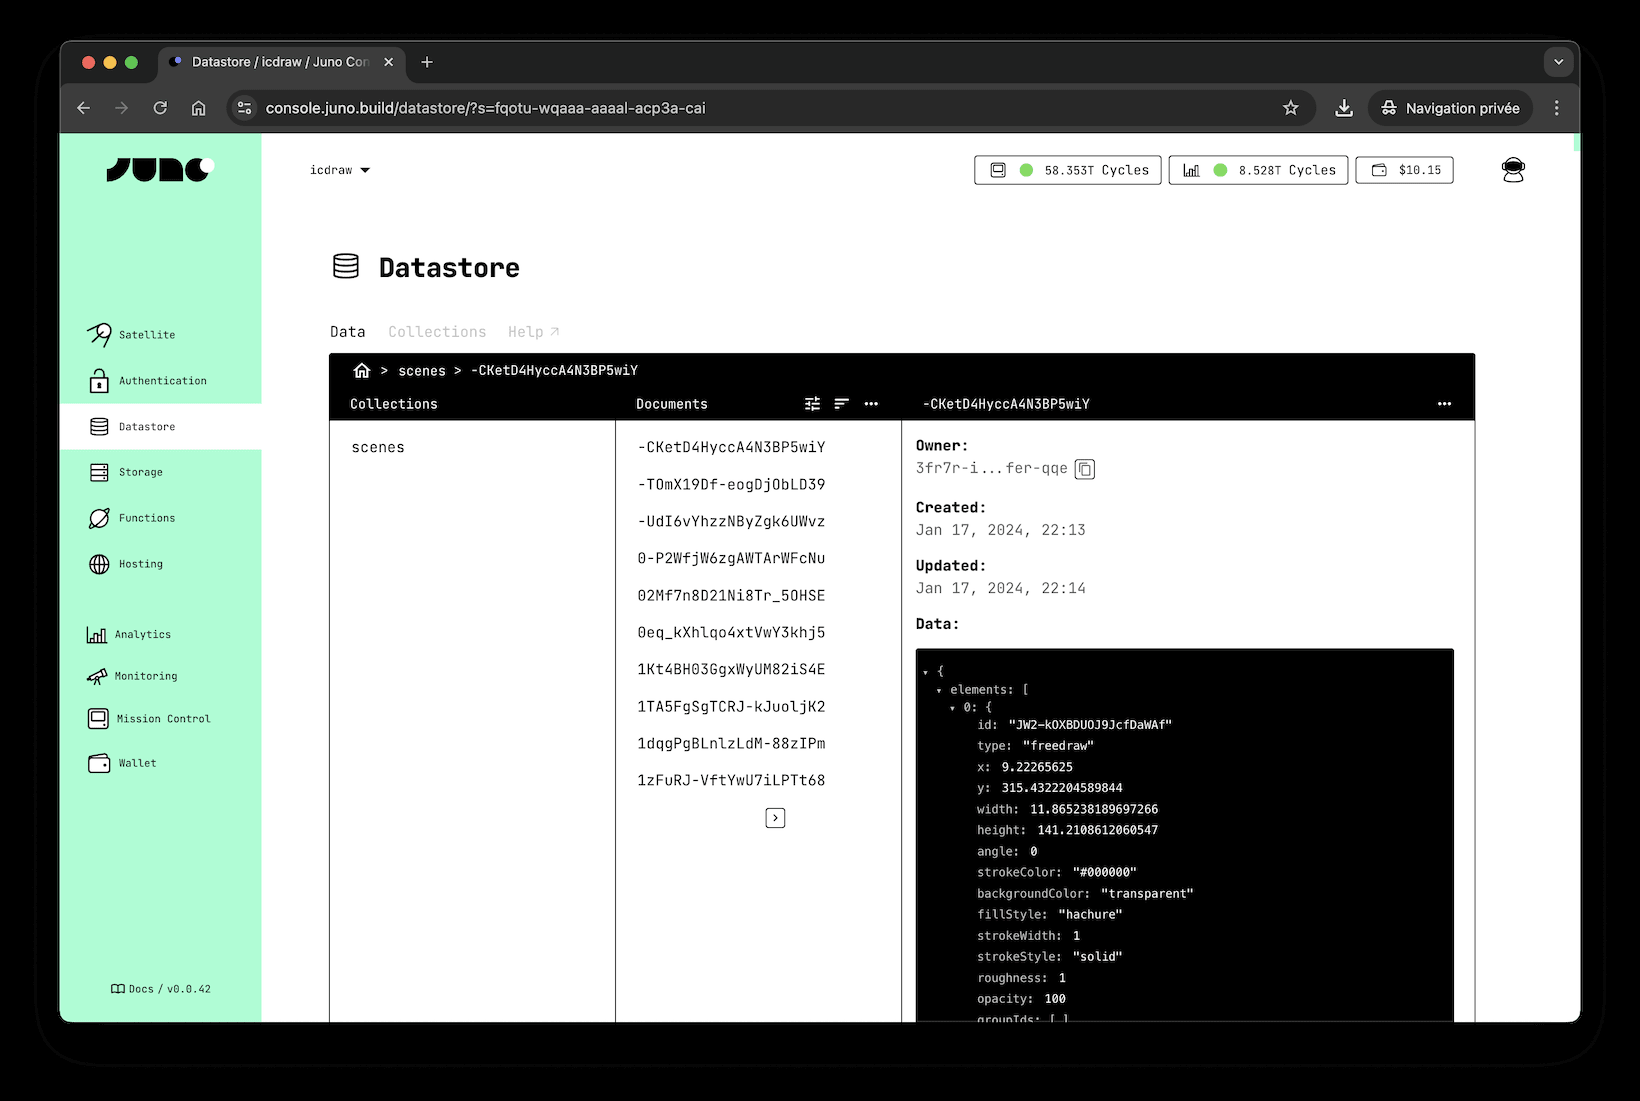 Datastore / icdraw / Juno Con
console.juno.build/datastore/?s=fqotu-wqaaa-aaaal-acp3a-cai
Navigation privée
JUNO
icdraw
58.353T Cycles
8.528T Cycles
$10.15
Datastore
Satellite
Authentication
Datastore
Storage
Functions
Hosting
Analytics
Monitoring
Mission Control
Wallet
Docs / v0.0.42
Data
Collections
Help
> scenes > -CKetD4HyccA4N3BP5wiY
Collections
Documents
-CKetD4HyccA4N3BP5wiY
scenes
-CKetD4HyccA4N3BP5wiY
-TOmX19Df-eogDjObLD39
-UdI6vYhzzNByZgk6UWvz
0-P2WfjW6zgAWTArWFcNu
02Mf7n8D21Ni8Tr_5OHSE
0eq_kXhlqo4xtVwY3khj5
1Kt4BH03GgxWyUM82iS4E
1TA5FgSgTCRJ-kJuoljK2
1dqgPgBLnlzLdM-88zIPm
1zFuRJ-VftYwU7iLPTt68
Owner:
3fr7r-i...fer-qqe
Created:
Jan 17, 2024, 22:13
Updated:
Jan 17, 2024, 22:14
Data:
{
elements: [
0: {
id: "JW2-kOXBDUOJ9JcfDaWAf"
type: "freedraw"
x: 9.22265625
y: 315.4322204589844
width: 11.865238189697266
height: 141.2108612060547
angle: 0
strokeColor: "#000000"
backgroundColor: "transparent"
fillStyle: "hachure"
strokeWidth: 1
strokeStyle: "solid"
roughness: 1
opacity: 100
groupIds: [ ]